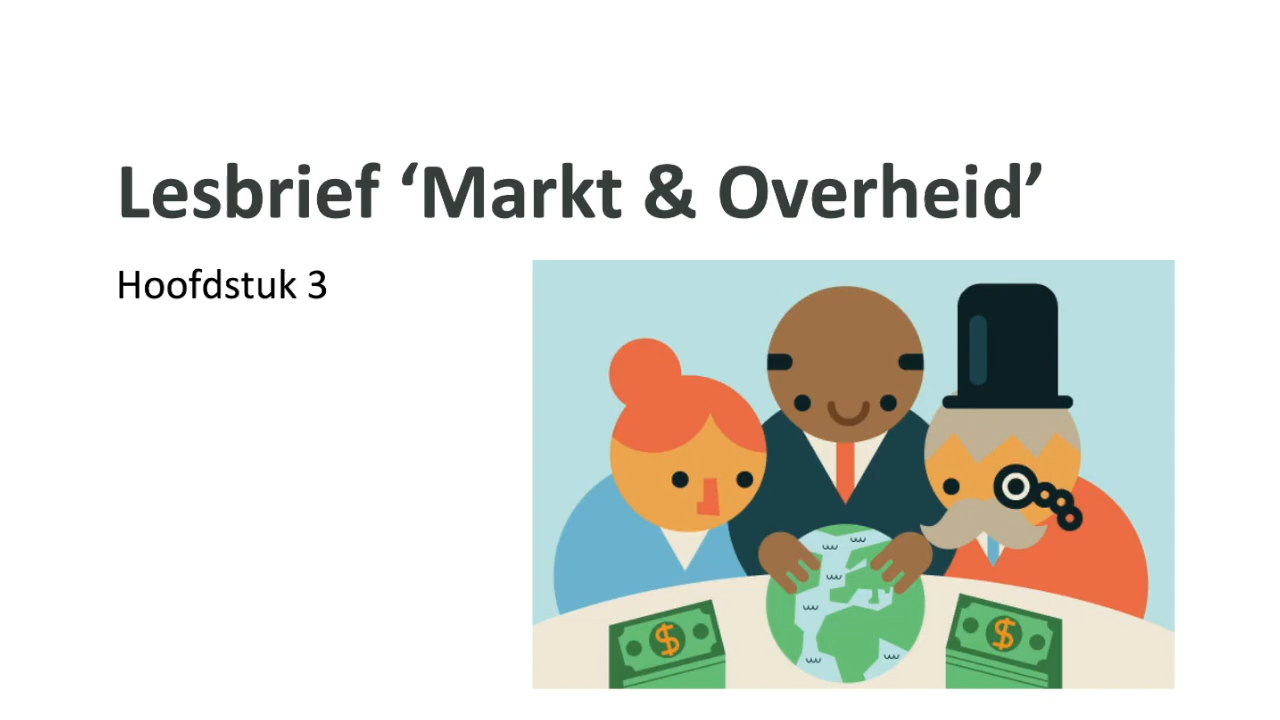 Lesbrief ‘Markt & Overheid’
Hoofdstuk 3
$ $